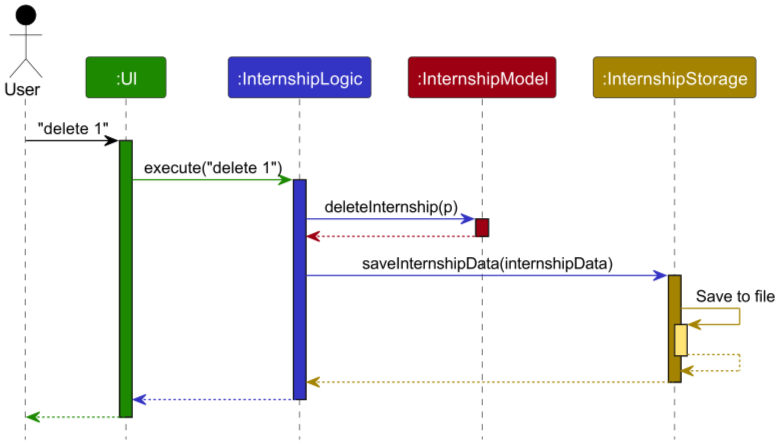 User
:UI
:InternshipLogic
:InternshipModel
:InternshipStorage
"delete 1"
execute("delete 1")
deleteInternship(p)
saveInternshipData(internshipData)
Save to file